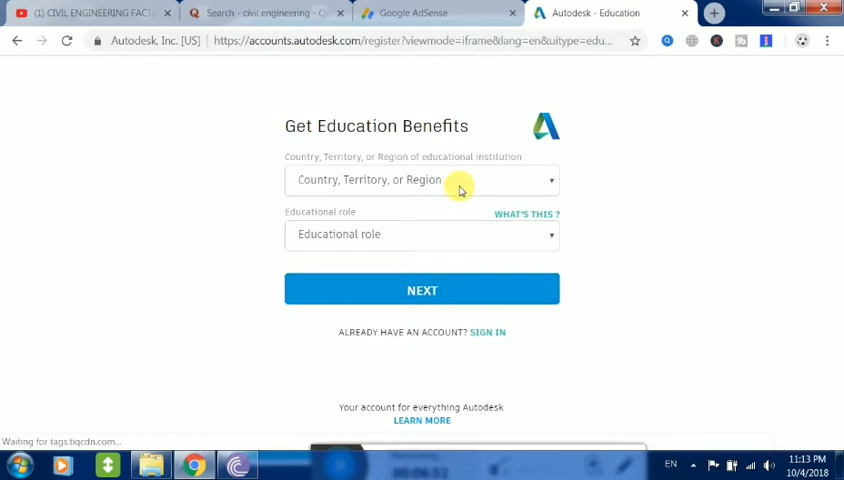 (1) CIVIL ENGINEERING FACTS
Search - civil engineering - Q
Google AdSense
Autodesk - Education
Autodesk, Inc. [US]
https://accounts.autodesk.com/register?viewmode=iframe&lang=en&uitype=edu...
Get Education Benefits
Country, Territory, or Region of educational institution
Country, Territory, or Region
Educational role
WHAT'S THIS ?
Educational role
NEXT
ALREADY HAVE AN ACCOUNT? SIGN IN
Your account for everything Autodesk
LEARN MORE
Waiting for tags.tiqcdn.com...
00:06:52
EN
11:13 PM
10/4/2018